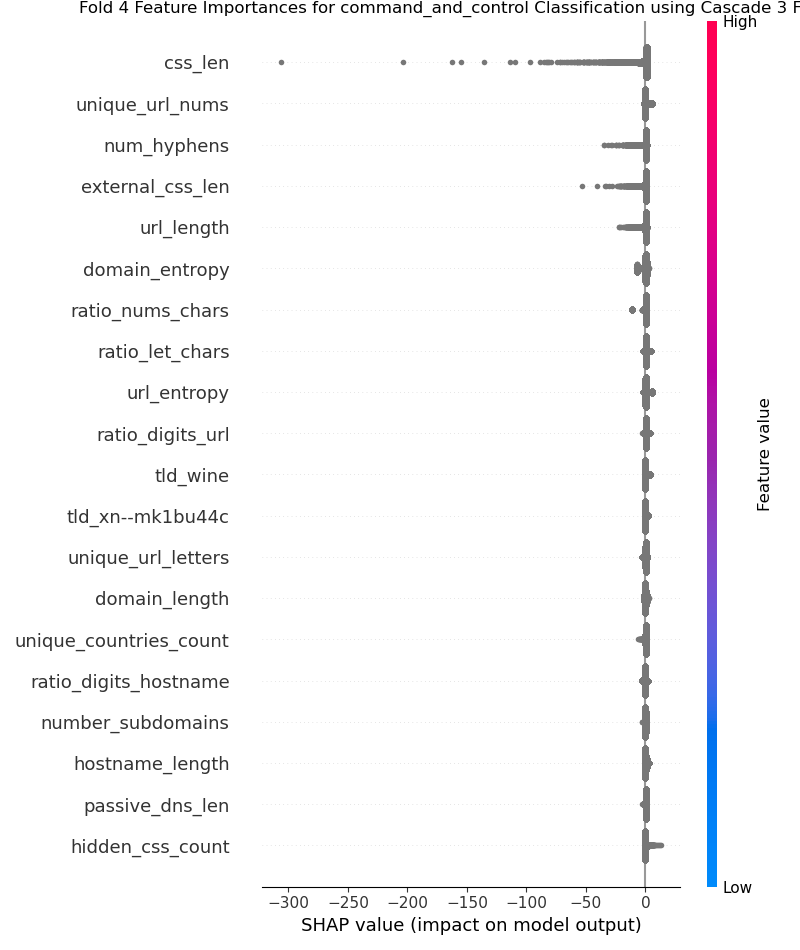 Fold 4 Feature Importances for command_and_control Classification using Cascade 3 F
High
css_len
unique_url_nums
num_hyphens
external_css_len
url_length
domain_entropy
ratio_nums_chars
ratio_let_chars
url_entropy
ratio_digits_url
tld_wine
tld_xn--mk1bu44c
unique_url_letters
domain_length
unique_countries_count
ratio_digits_hostname
number_subdomains
hostname_length
passive_dns_len
hidden_css_count
Feature value
Low
−300 −250 −200 −150 −100 −50 0
SHAP value (impact on model output)